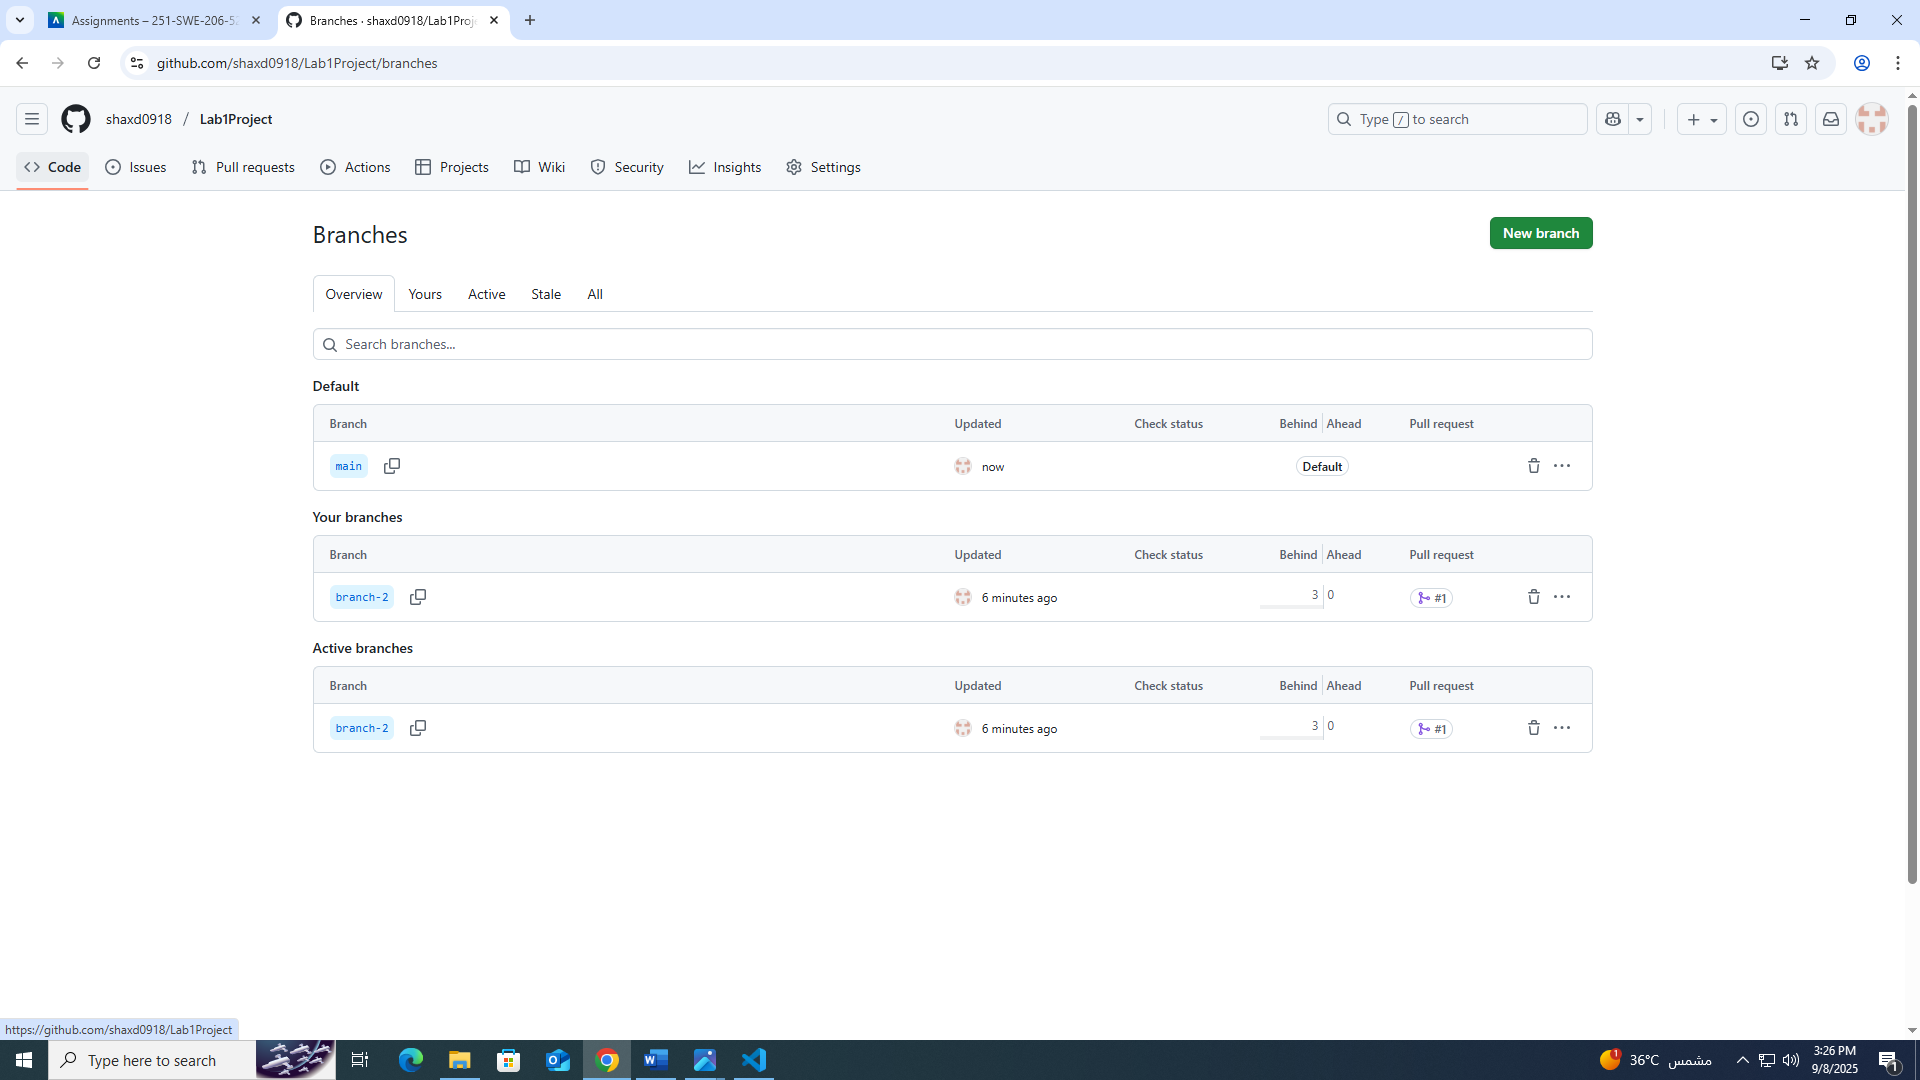 Assignments – 251-SWE-206-52
Branches · shaxd0918/Lab1Proje
github.com/shaxd0918/Lab1Project/branches
shaxd0918 / Lab1Project
Type / to search
Code Issues Pull requests Actions Projects Wiki Security Insights Settings
Branches
New branch
Overview Yours Active Stale All
Search branches...
Default
Branch Updated Check status Behind Ahead Pull request
main now Default
Your branches
Branch Updated Check status Behind Ahead Pull request
branch-2 6 minutes ago 3 0 #1
Active branches
Branch Updated Check status Behind Ahead Pull request
branch-2 6 minutes ago 3 0 #1
https://github.com/shaxd0918/Lab1Project
Type here to search
1 36°C مشمس
3:26 PM
9/8/2025
1